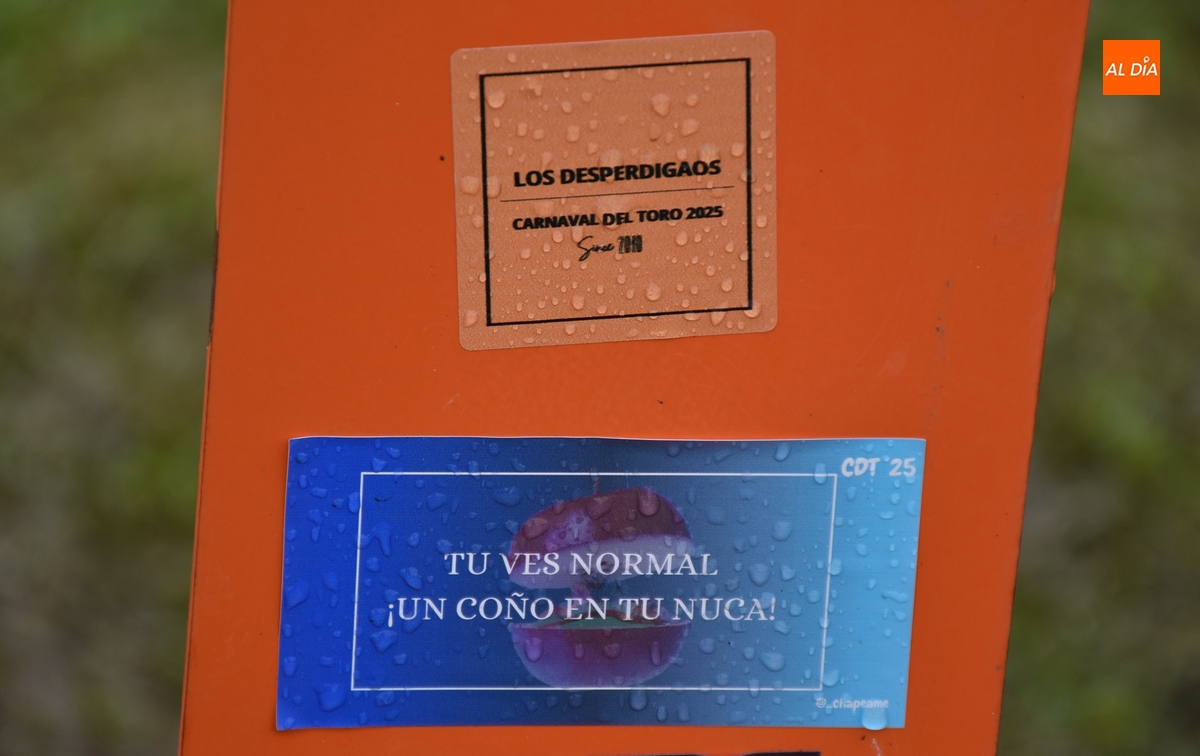 AL DÍA
LOS DESPERDIGAOS
CARNAVAL DEL TORO 2025
Since 2010
CDT '25
TU VES NORMAL
¡UN COÑO EN TU NUCA!
@_chapeame